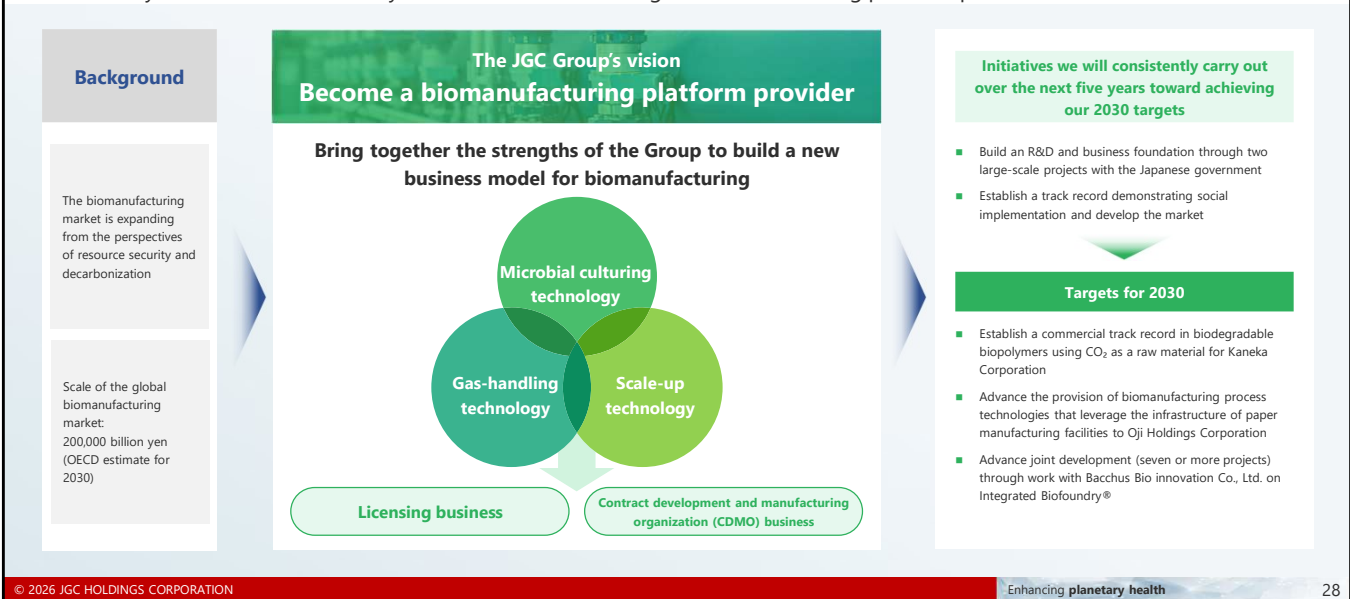 Background
The biomanufacturing
market is expanding
from the perspectives
of resource security and
decarbonization
Scale of the global
biomanufacturing
market:
200,000 billion yen
(OECD estimate for
2030)
The JGC Group's vision
Become a biomanufacturing platform provider
Bring together the strengths of the Group to build a new
business model for biomanufacturing
Microbial culturing
technology
Gas-handling
technology
Scale-up
technology
Licensing business
Contract development and manufacturing
organization (CDMO) business
Initiatives we will consistently carry out
over the next five years toward achieving
our 2030 targets
■ Build an R&D and business foundation through two
large-scale projects with the Japanese government
■ Establish a track record demonstrating social
implementation and develop the market
Targets for 2030
■ Establish a commercial track record in biodegradable
biopolymers using CO₂ as a raw material for Kaneka
Corporation
■ Advance the provision of biomanufacturing process
technologies that leverage the infrastructure of paper
manufacturing facilities to Oji Holdings Corporation
■ Advance joint development (seven or more projects)
through work with Bacchus Bio innovation Co., Ltd. on
Integrated Biofoundry®
© 2026 JGC HOLDINGS CORPORATION
Enhancing planetary health
28